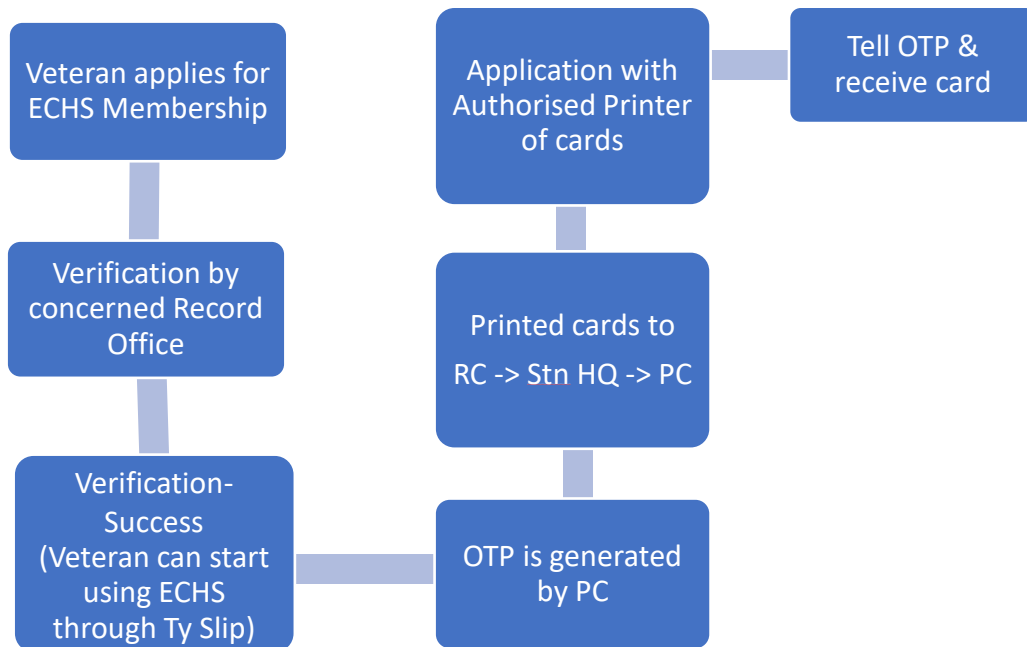 Veteran applies for
ECHS Membership
Verification by
concerned Record
Office
Verification-
Success
(Veteran can start
using ECHS
through Ty Slip)
OTP is generated
by PC
Printed cards to
RC -> Stn HQ -> PC
Application with
Authorised Printer
of cards
Tell OTP &
receive card